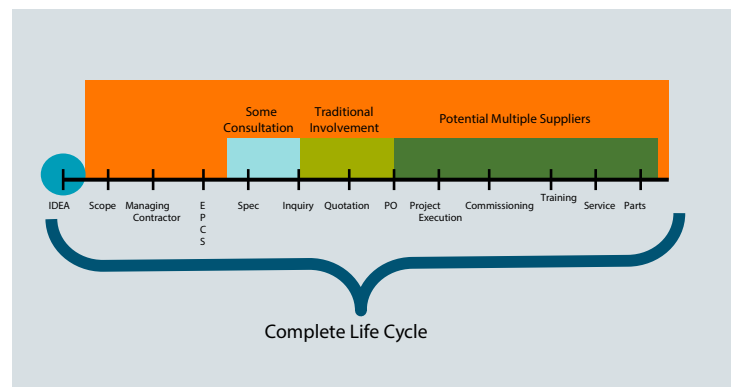 Some
Consultation
Traditional
Involvement
Potential Multiple Suppliers
IDEA
Scope
Managing
Contractor
E
P
C
S
Spec
Inquiry
Quotation
PO
Project
Execution
Commissioning
Training
Service
Parts
Complete Life Cycle